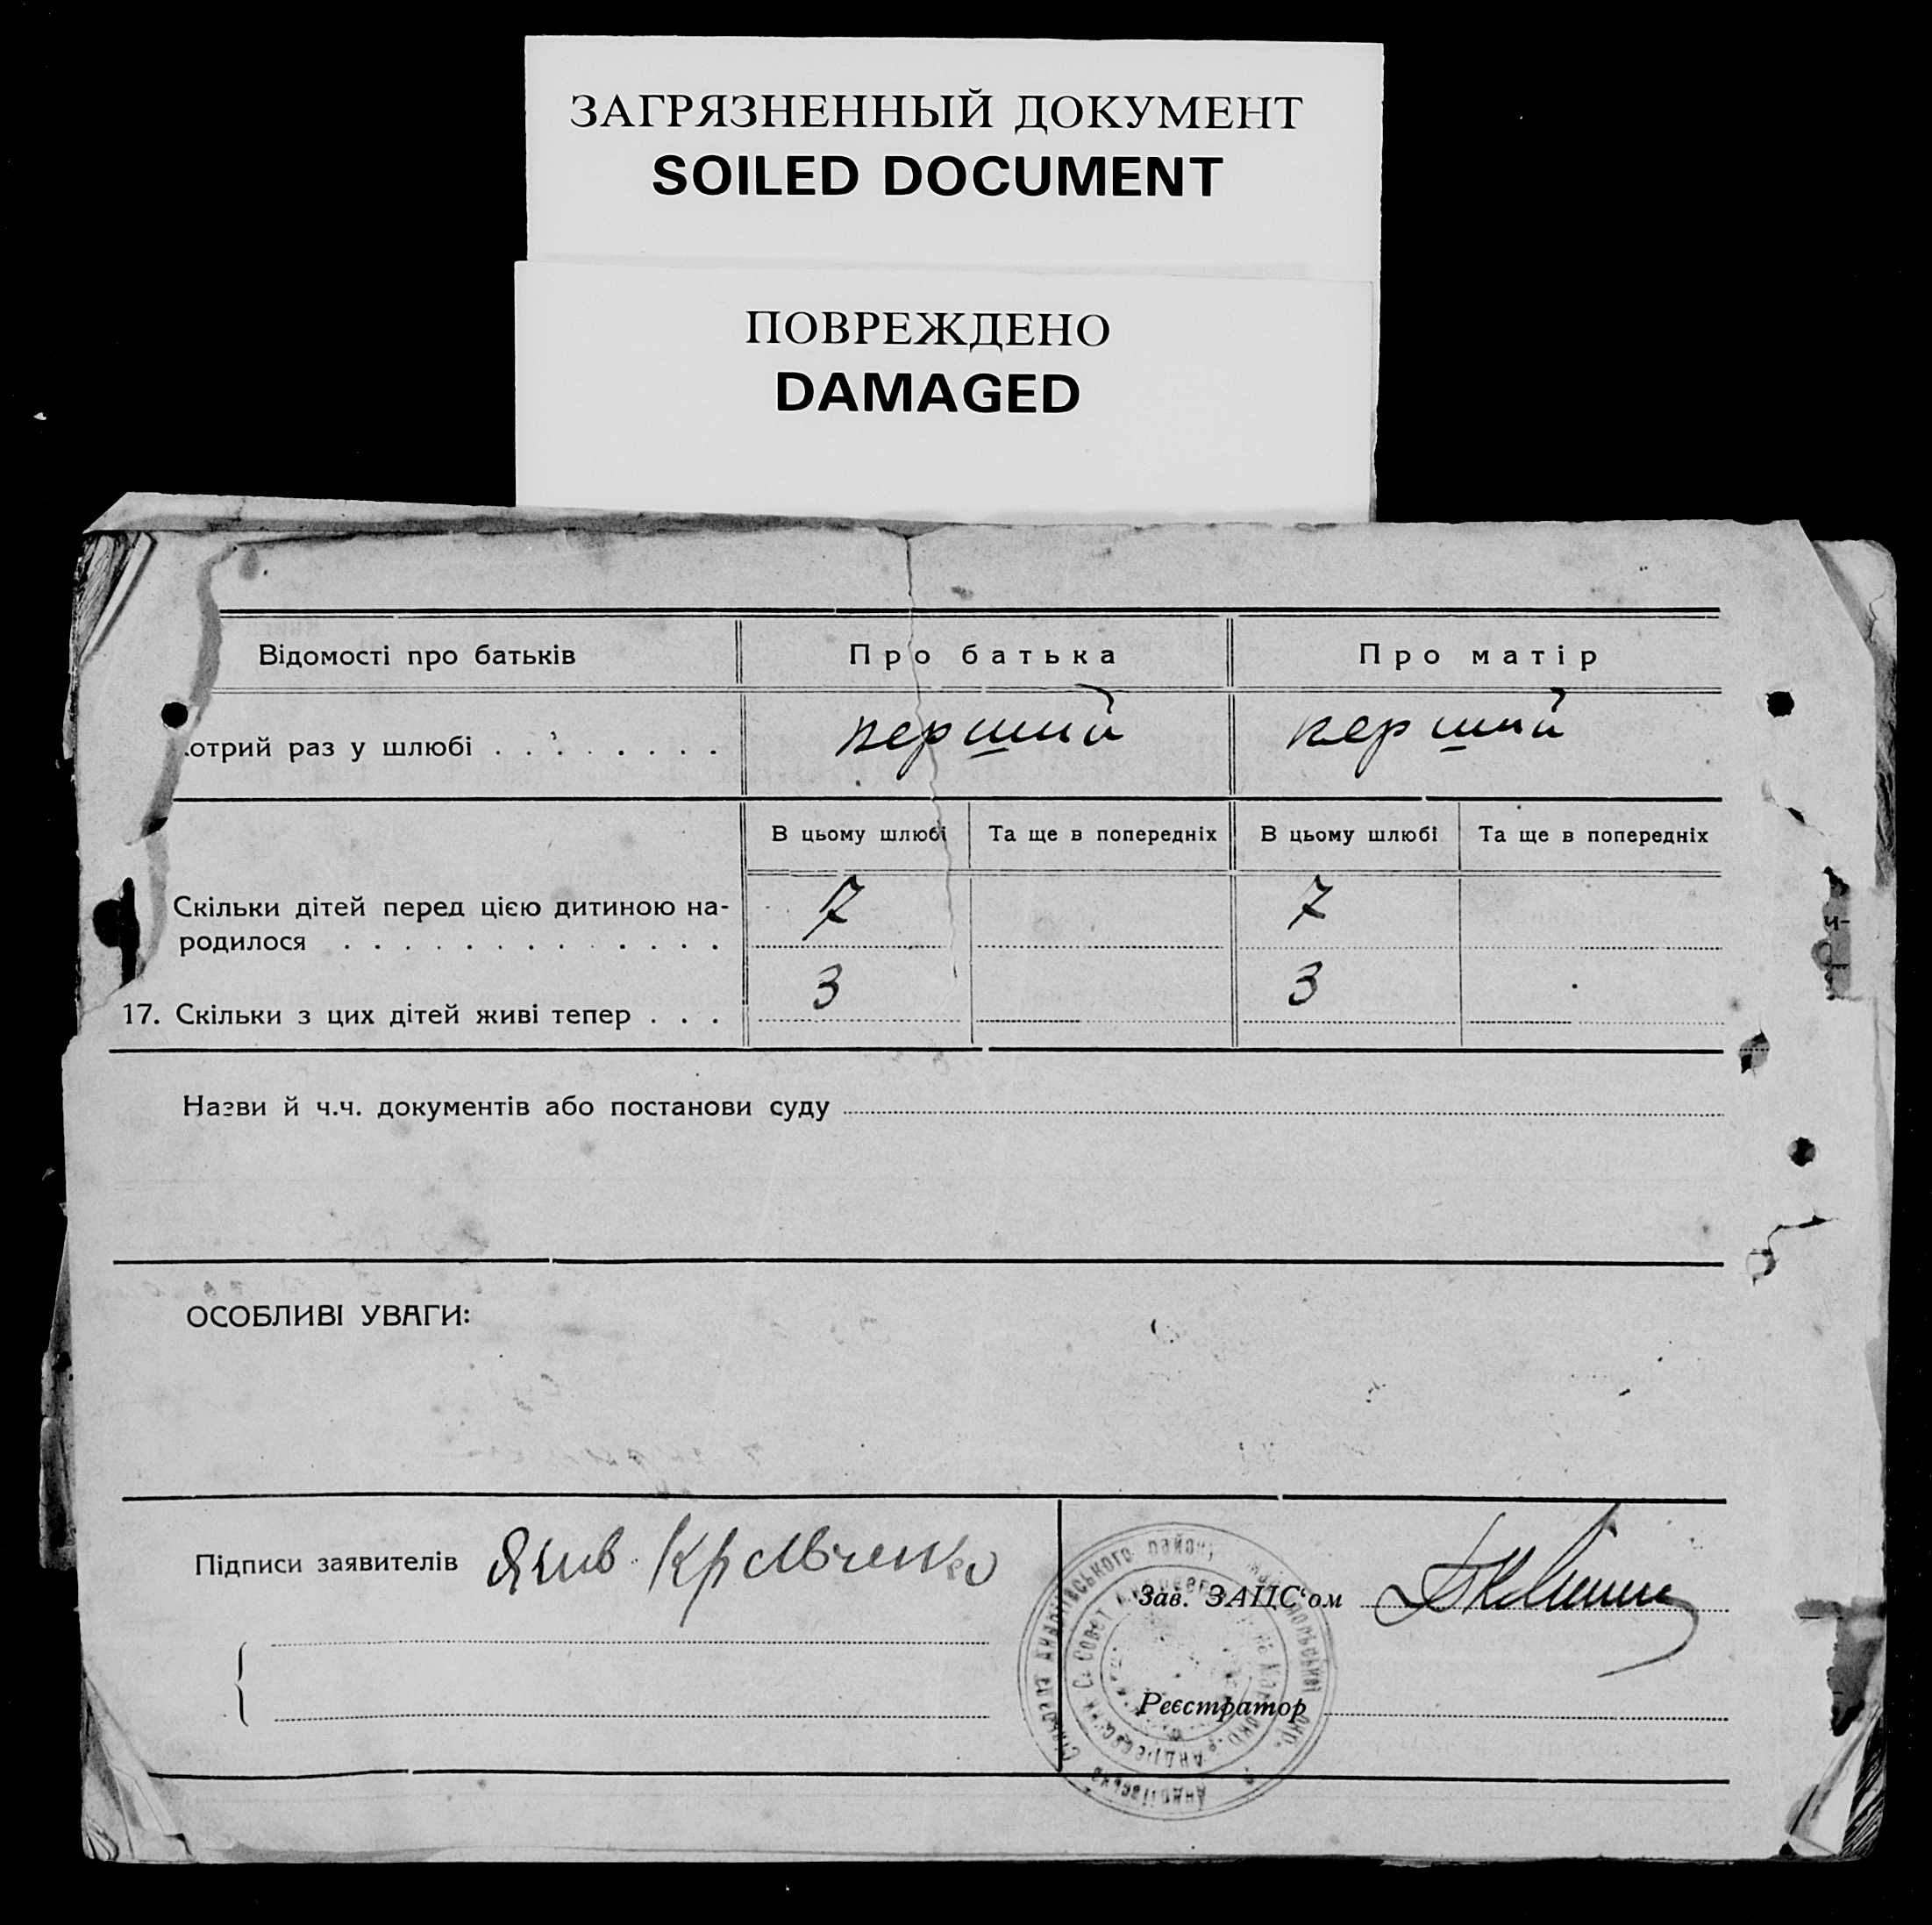 ЗАГРЯЗНЕННЫЙ ДОКУМЕНТ
SOILED DOCUMENT
ПОВРЕЖДЕНО
DAMAGED
Відомості про батьків Про батька Про матір
котрий раз у шлюбі . . . . . . . . перший перший
В цьому шлюбі Та ще в попередніх В цьому шлюбі Та ще в попередніх
Скільки дітей перед цією дитиною на-
родилося . . . . . . . . . . . . . 7 7
17. Скільки з цих дітей живі тепер . . . 3 3
Назви й ч.ч. документів або постанови суду
ОСОБЛИВІ УВАГИ:
Підписи заявителів Яків Кравченко
Зав. ЗАЦС‘ом
Реєстратор